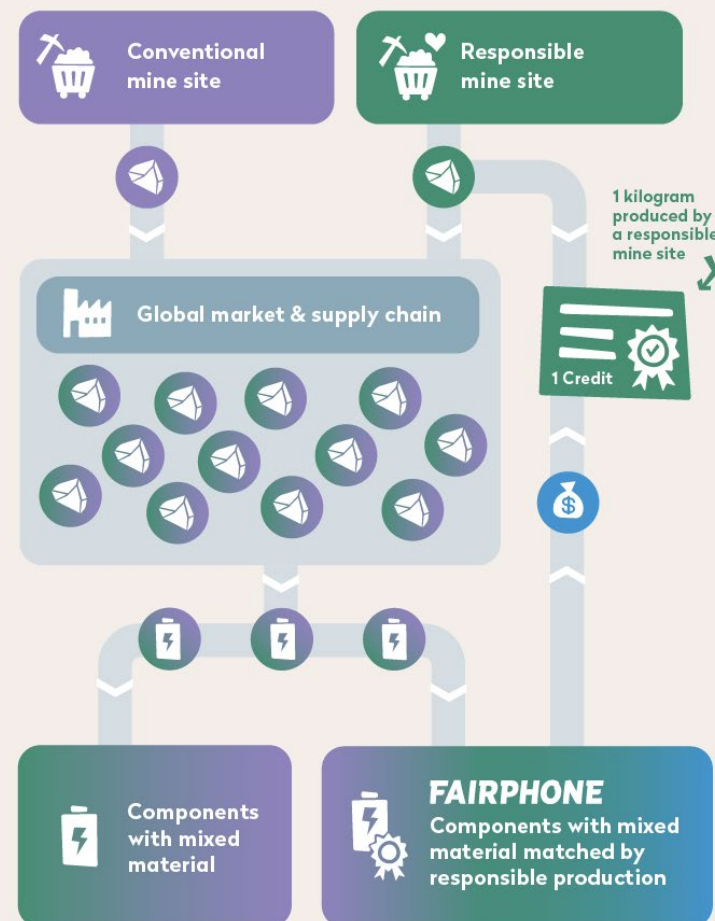 Conventional
mine site
Responsible
mine site
1 kilogram
produced by
a responsible
mine site
Global market & supply chain
1 Credit
$
Components
with mixed
material
FAIRPHONE
Components with mixed
material matched by
responsible production